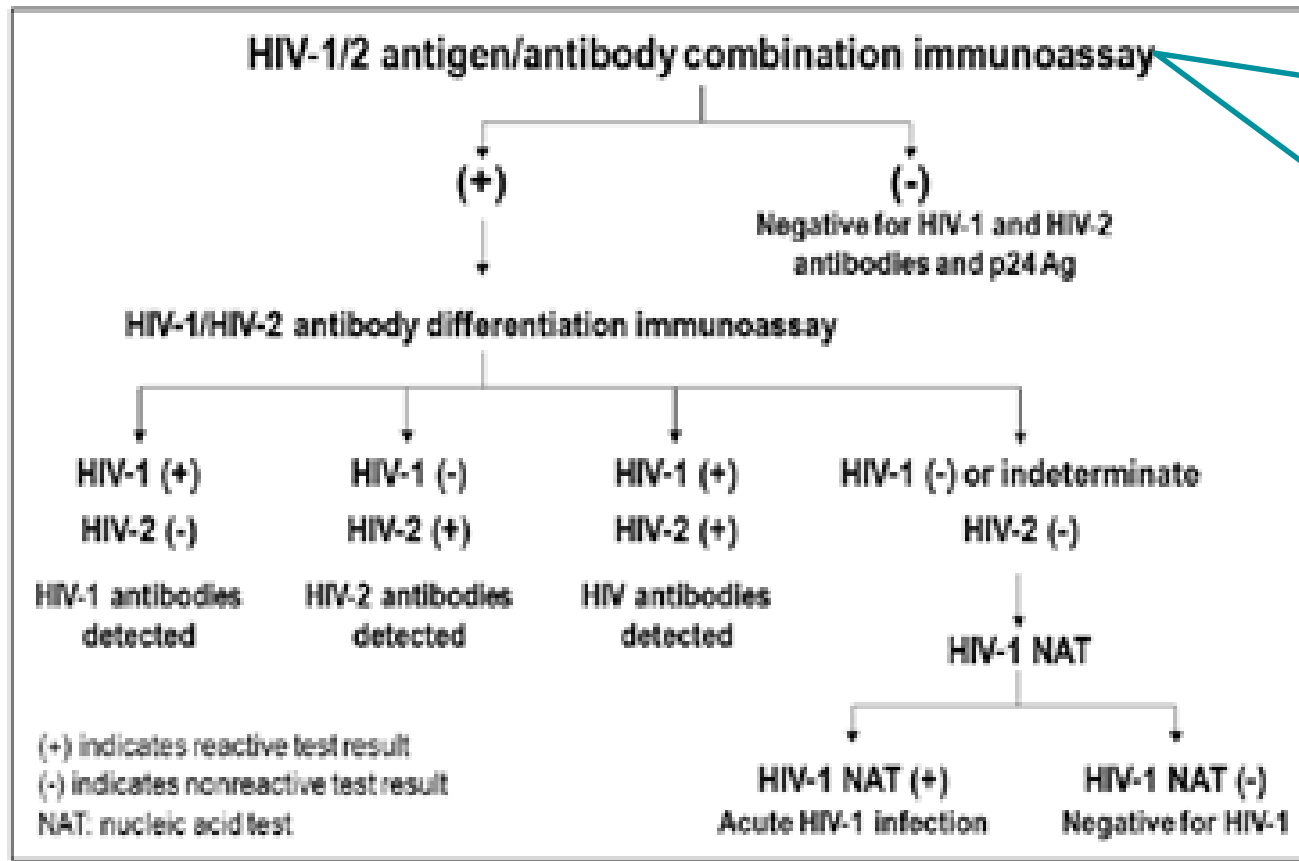 HIV-1/2 antigen/antibody combination immunoassay
(+)
(-)
Negative for HIV-1 and HIV-2
antibodies and p24 Ag
HIV-1/HIV-2 antibody differentiation immunoassay
HIV-1 (+)
HIV-2 (-)
HIV-1 antibodies
detected
HIV-1 (-)
HIV-2 (+)
HIV-2 antibodies
detected
HIV-1 (+)
HIV-2 (+)
HIV antibodies
detected
HIV-1 (-) or indeterminate
HIV-2 (-)
HIV-1 NAT
HIV-1 NAT (+)
Acute HIV-1 infection
HIV-1 NAT (-)
Negative for HIV-1
(+) indicates reactive test result
(-) indicates nonreactive test result
NAT: nucleic acid test